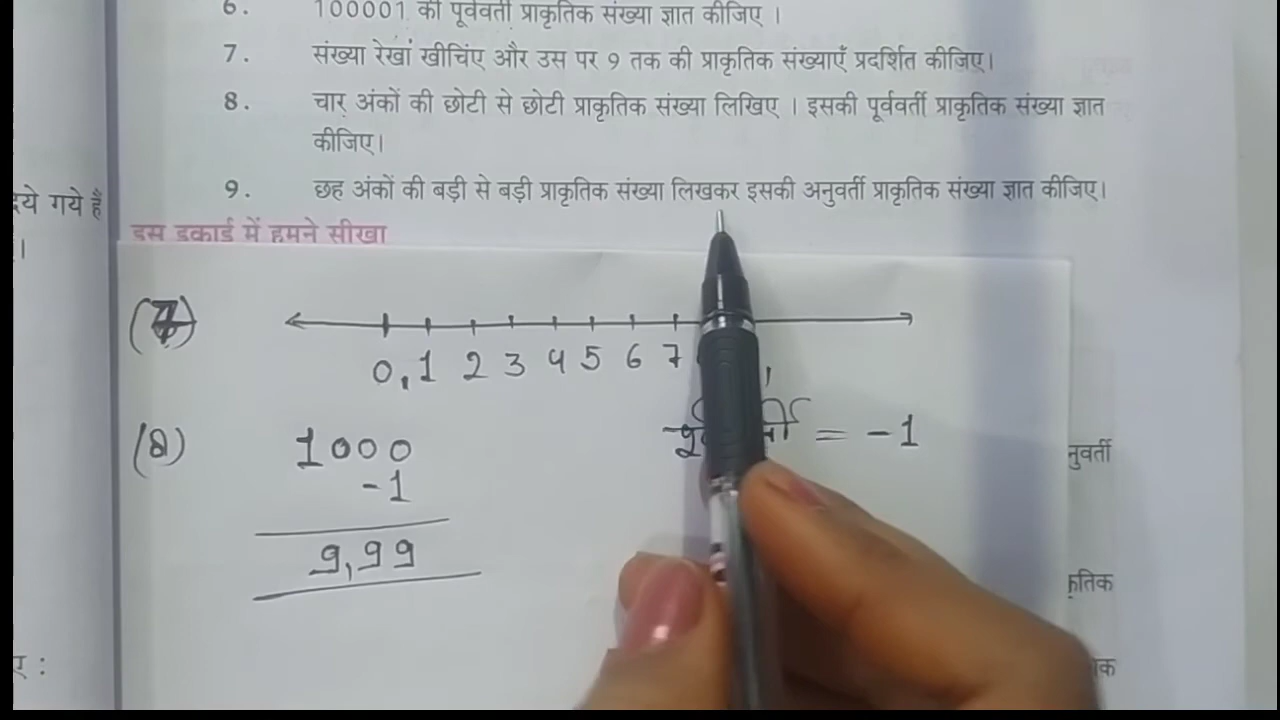 6. 100001 की पूर्ववर्ती प्राकृतिक संख्या ज्ञात कीजिए ।
7. संख्या रेखां खीचिंए और उस पर 9 तक की प्राकृतिक संख्याएँ प्रदर्शित कीजिए।
8. चार अंकों की छोटी से छोटी प्राकृतिक संख्या लिखिए । इसकी पूर्ववर्ती प्राकृतिक संख्या ज्ञात
कीजिए।
9. छह अंकों की बड़ी से बड़ी प्राकृतिक संख्या लिखकर इसकी अनुवर्ती प्राकृतिक संख्या ज्ञात कीजिए।
गये हैं
इस इकाई में हमने सीखा
(7)
0, 1 2 3 4 5 6 7
(8) 1000
-1
9,99
= -1
नुवर्ती
कृतिक